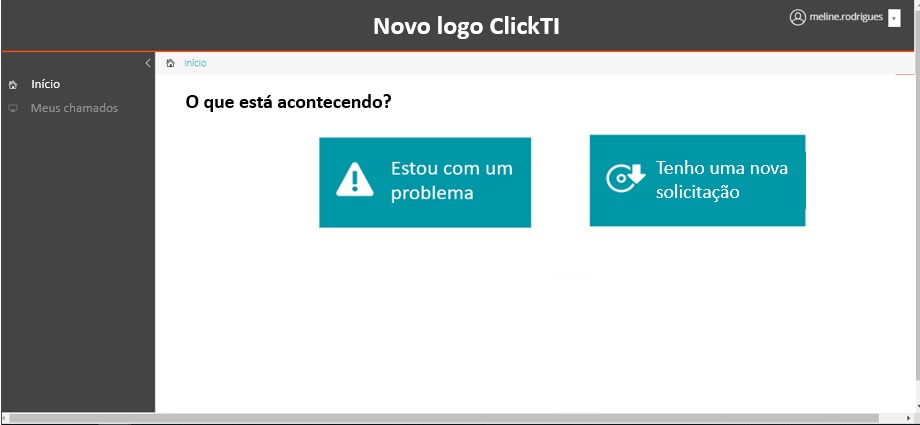 Novo logo ClickTI
meline.rodrigues
Início
Início
Meus chamados
O que está acontecendo?
Estou com um
problema
Tenho uma nova
solicitação